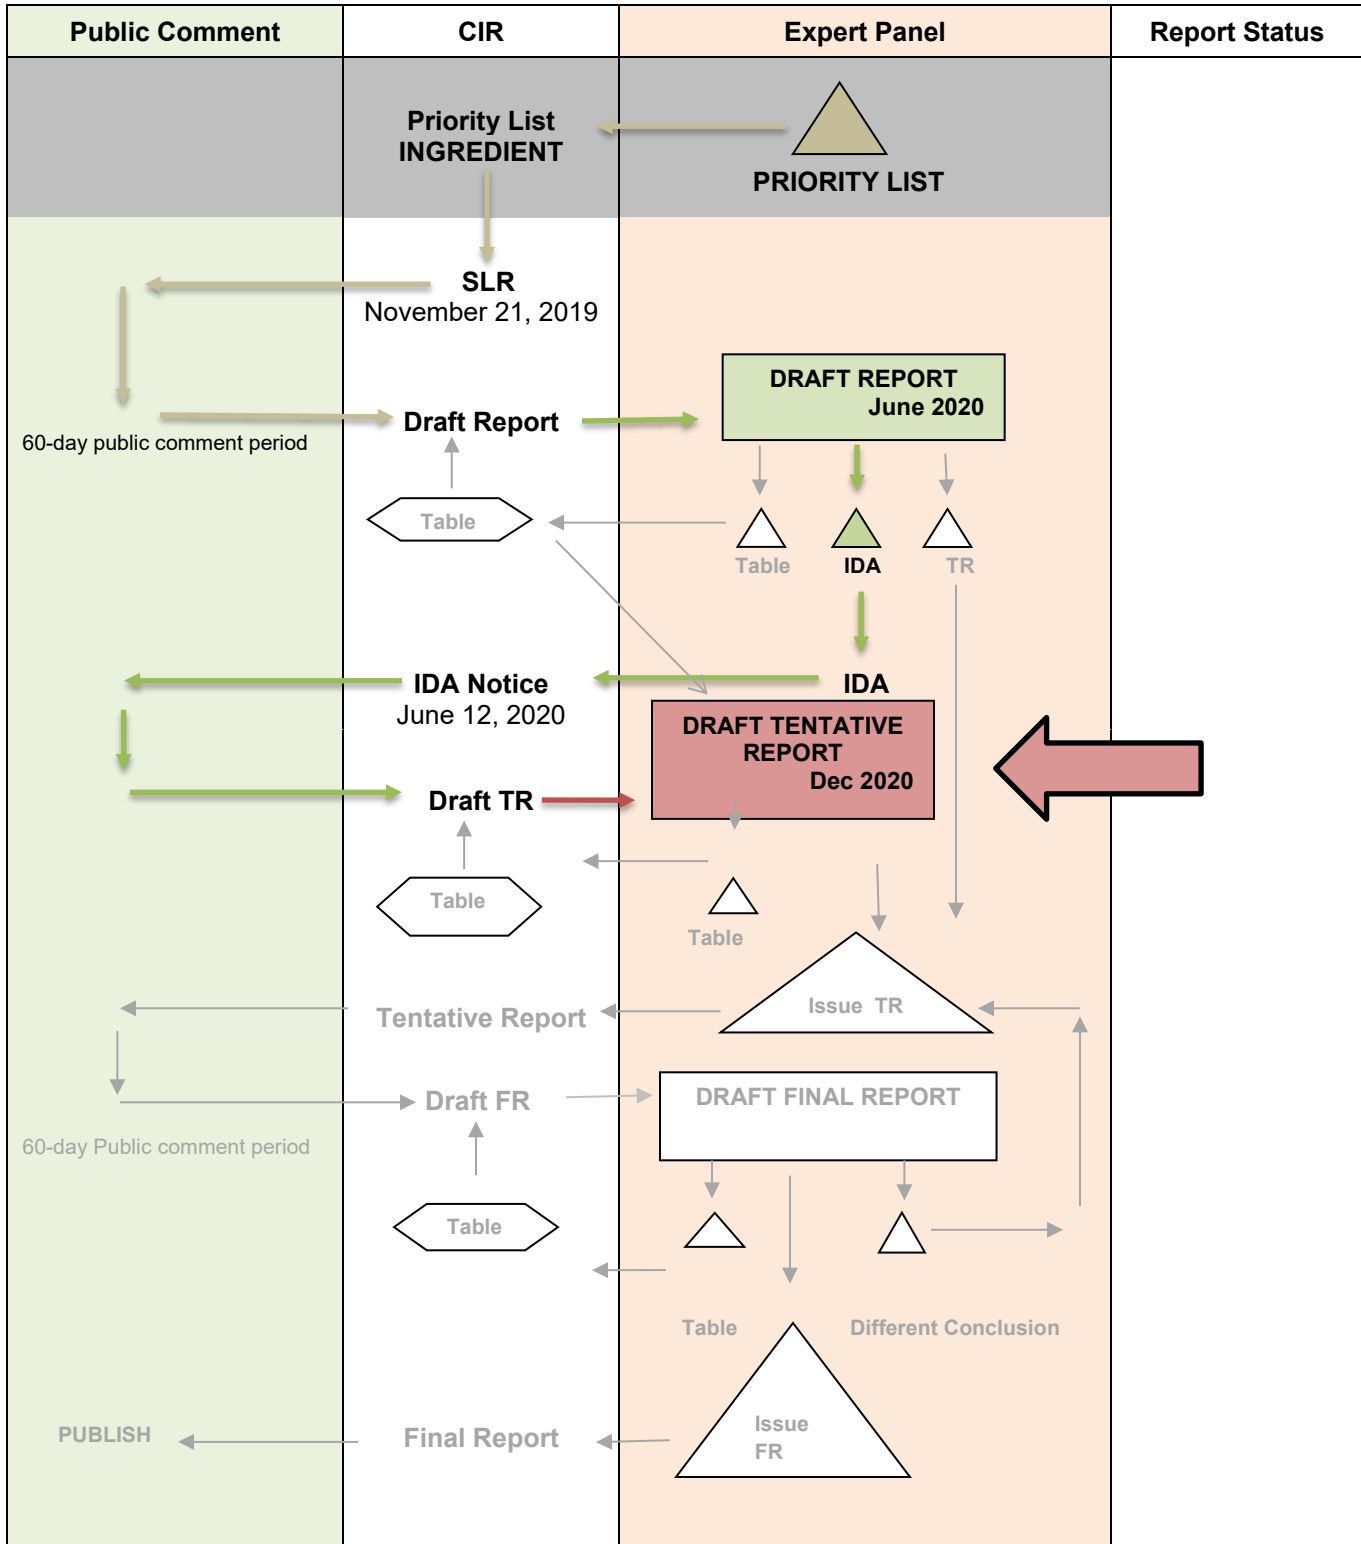 Public Comment
CIR
Expert Panel
Report Status
Priority List
INGREDIENT
PRIORITY LIST
SLR
November 21, 2019
60-day public comment period
Draft Report
DRAFT REPORT
June 2020
Table
Table
IDA
TR
IDA Notice
June 12, 2020
IDA
DRAFT TENTATIVE
REPORT
Dec 2020
Draft TR
Table
Table
Tentative Report
Issue TR
60-day Public comment period
Draft FR
DRAFT FINAL REPORT
Table
Table
Different Conclusion
PUBLISH
Final Report
Issue
FR